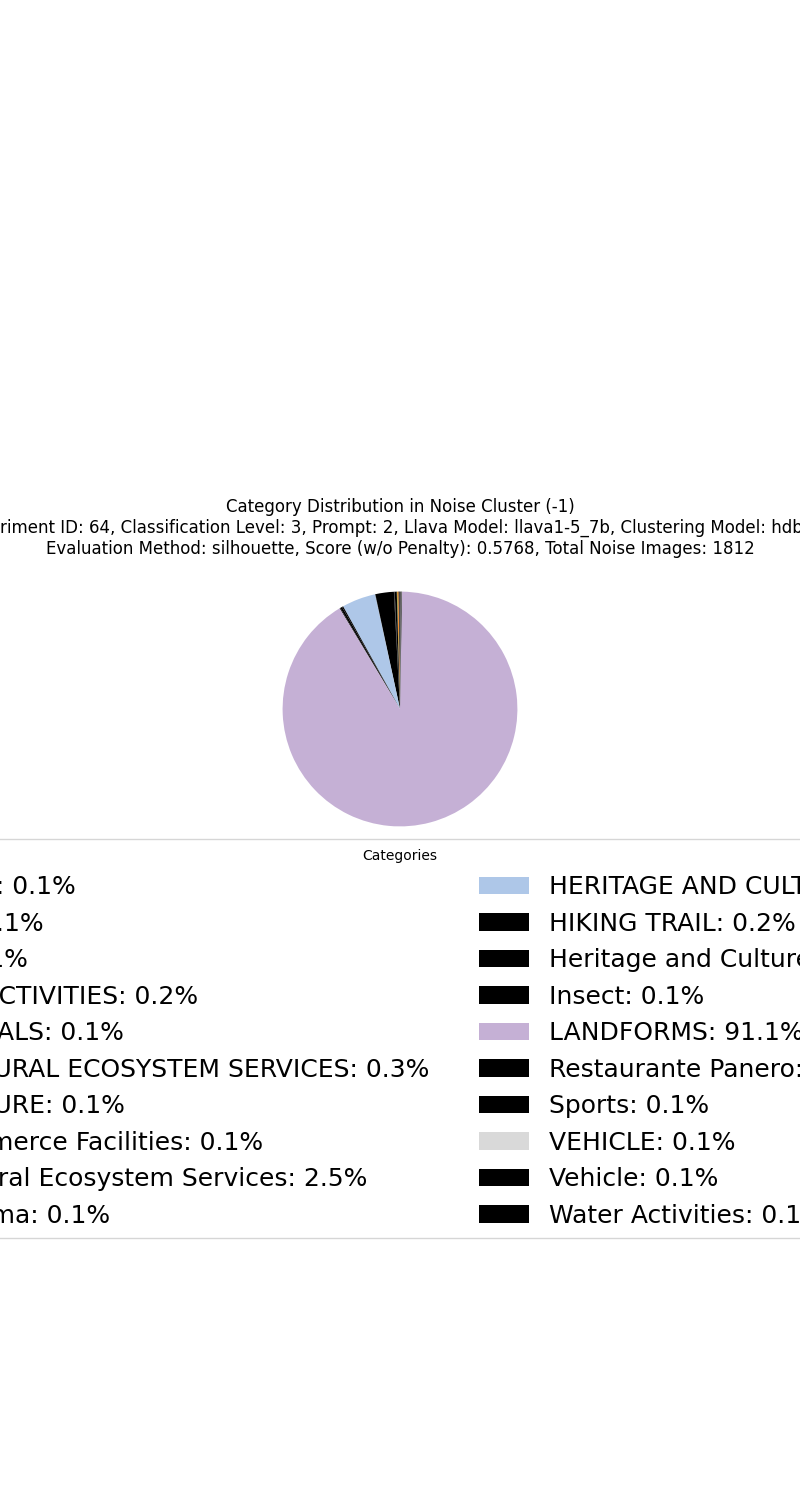 Category Distribution in Noise Cluster (-1)
riment ID: 64, Classification Level: 3, Prompt: 2, Llava Model: llava1-5_7b, Clustering Model: hdb
Evaluation Method: silhouette, Score (w/o Penalty): 0.5768, Total Noise Images: 1812
Categories
: 0.1%
.1%
1%
CTIVITIES: 0.2%
ALS: 0.1%
URAL ECOSYSTEM SERVICES: 0.3%
URE: 0.1%
merce Facilities: 0.1%
ral Ecosystem Services: 2.5%
ma: 0.1%
HERITAGE AND CULT
HIKING TRAIL: 0.2%
Heritage and Culture
Insect: 0.1%
LANDFORMS: 91.1%
Restaurante Panero:
Sports: 0.1%
VEHICLE: 0.1%
Vehicle: 0.1%
Water Activities: 0.1